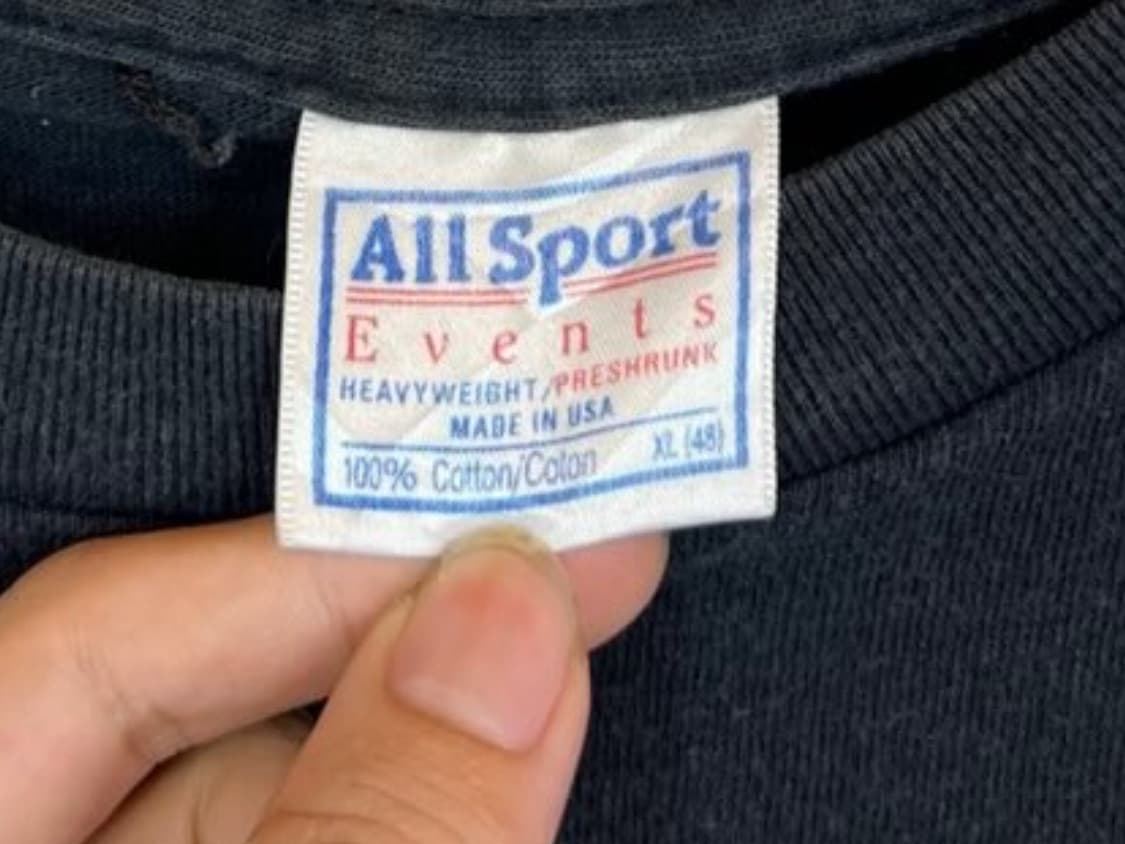 All Sport
Events
HEAVYWEIGHT/PRESHRUNK
MADE IN USA
100% Cotton/Coton XL (48)